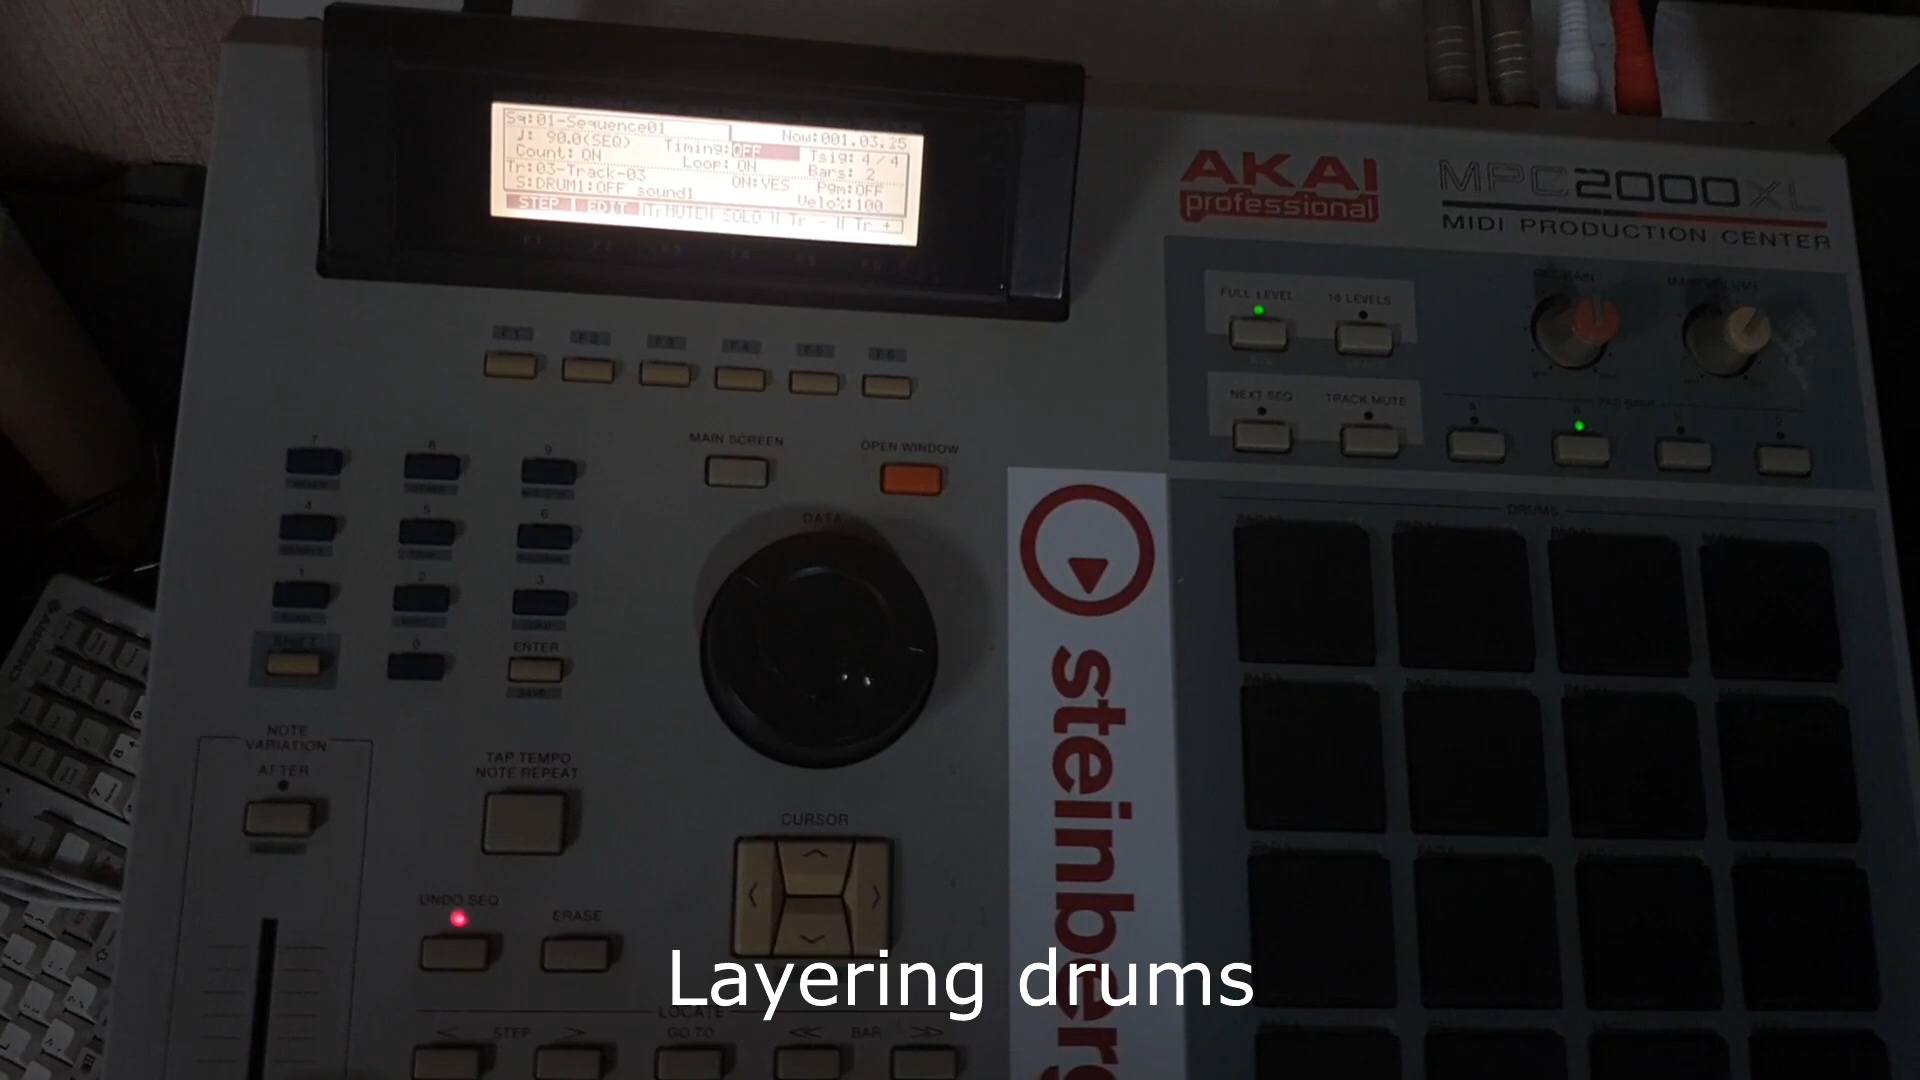 Sq:01-Sequence01
Now:001.03.25
♩: 90.0(SEQ)
Timing:OFF
Tsig: 4/4
Count: ON
Loop: ON
Bars: 2
Tr:03-Track-03
ON:YES
Pgm:OFF
S:DRUM1:OFF sound1
Velo%:100
STEP EDIT TrMUTE SOLO Tr - Tr +
AKAI
professional
MPC2000XL
MIDI PRODUCTION CENTER
FULL LEVEL
16 LEVELS
NEXT SEQ
TRACK MUTE
F1 F2 F3 F4 F5 F6
MAIN SCREEN
OPEN WINDOW
7 8 9
4 5 6
1 2 3
SHIFT
0
ENTER
DATA
DRUMS
steinberg
NOTE
VARIATION
AFTER
TAP TEMPO
NOTE REPEAT
CURSOR
UNDO SEQ
ERASE
LOCATE
STEP
GO TO
BAR
Layering drums